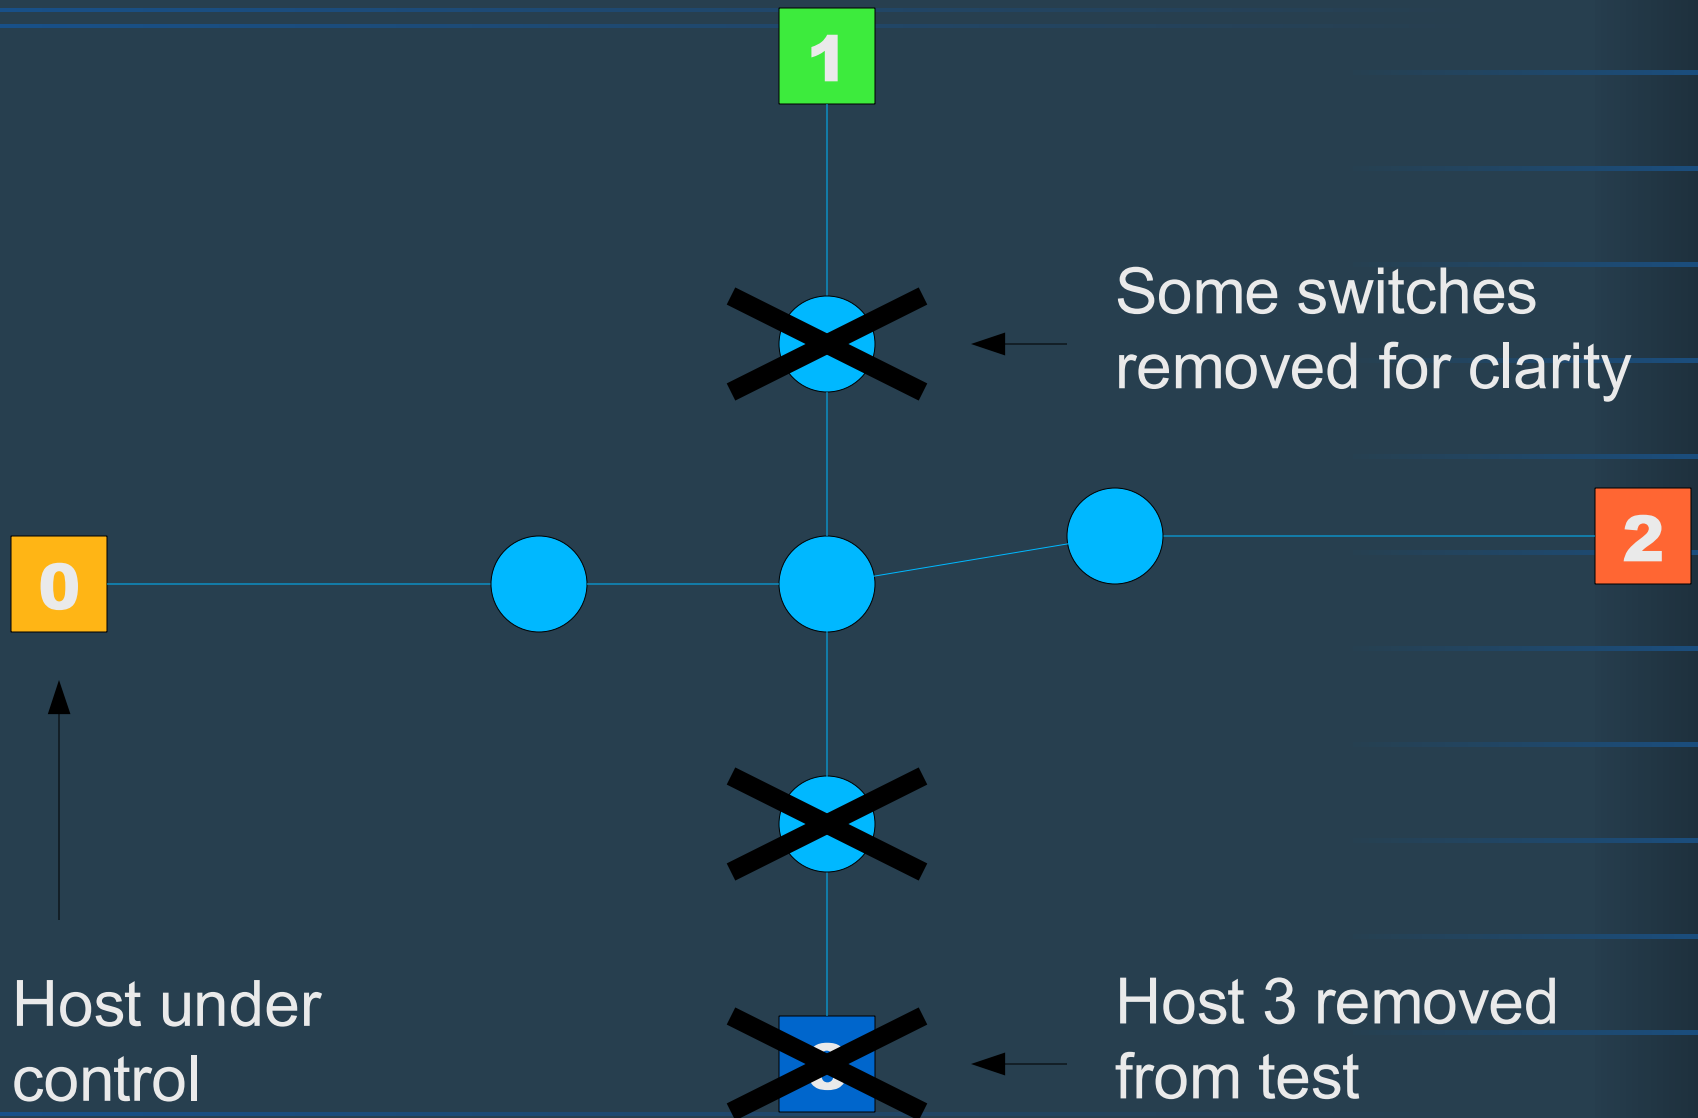 1
Some switches
removed for clarity
0
2
Host under
control
Host 3 removed
from test